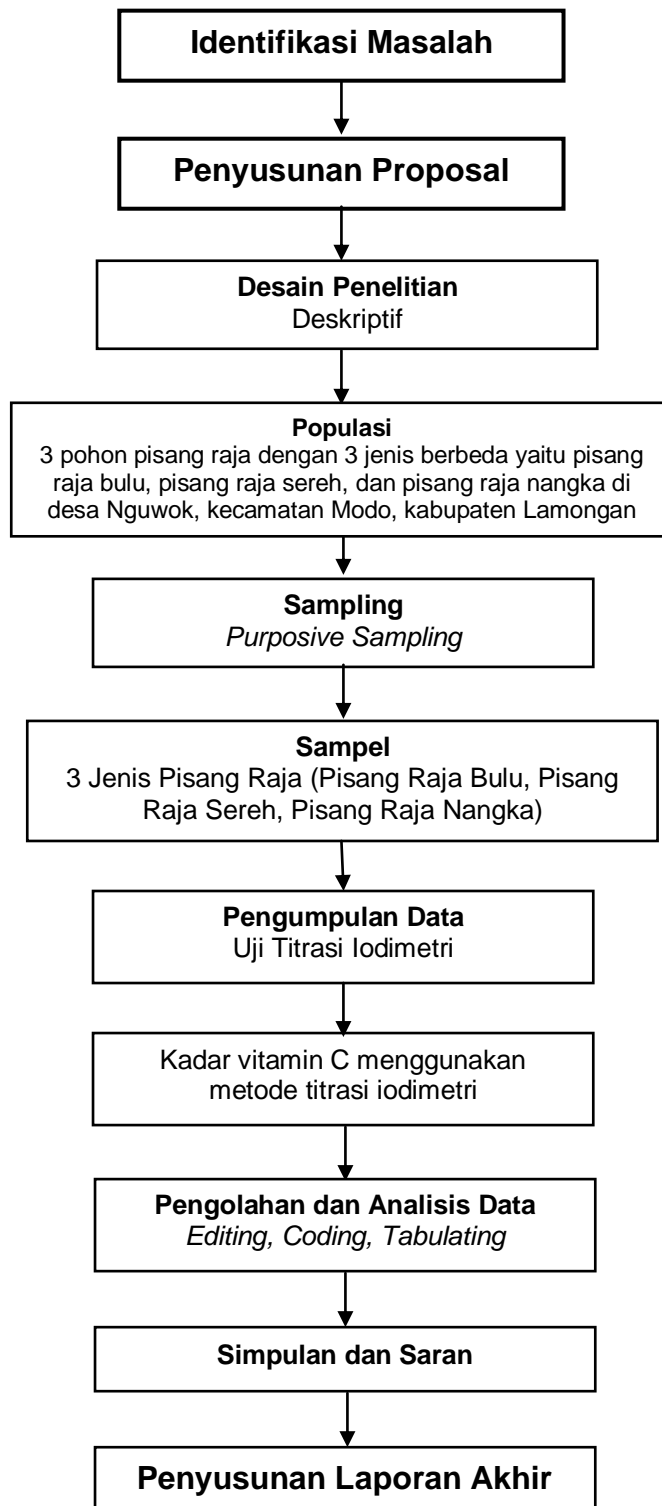 Identifikasi Masalah
Penyusunan Proposal
Desain Penelitian
Deskriptif
Populasi
3 pohon pisang raja dengan 3 jenis berbeda yaitu pisang
raja bulu, pisang raja sereh, dan pisang raja nangka di
desa Nguwok, kecamatan Modo, kabupaten Lamongan
Sampling
Purposive Sampling
Sampel
3 Jenis Pisang Raja (Pisang Raja Bulu, Pisang
Raja Sereh, Pisang Raja Nangka)
Pengumpulan Data
Uji Titrasi Iodimetri
Kadar vitamin C menggunakan
metode titrasi iodimetri
Pengolahan dan Analisis Data
Editing, Coding, Tabulating
Simpulan dan Saran
Penyusunan Laporan Akhir